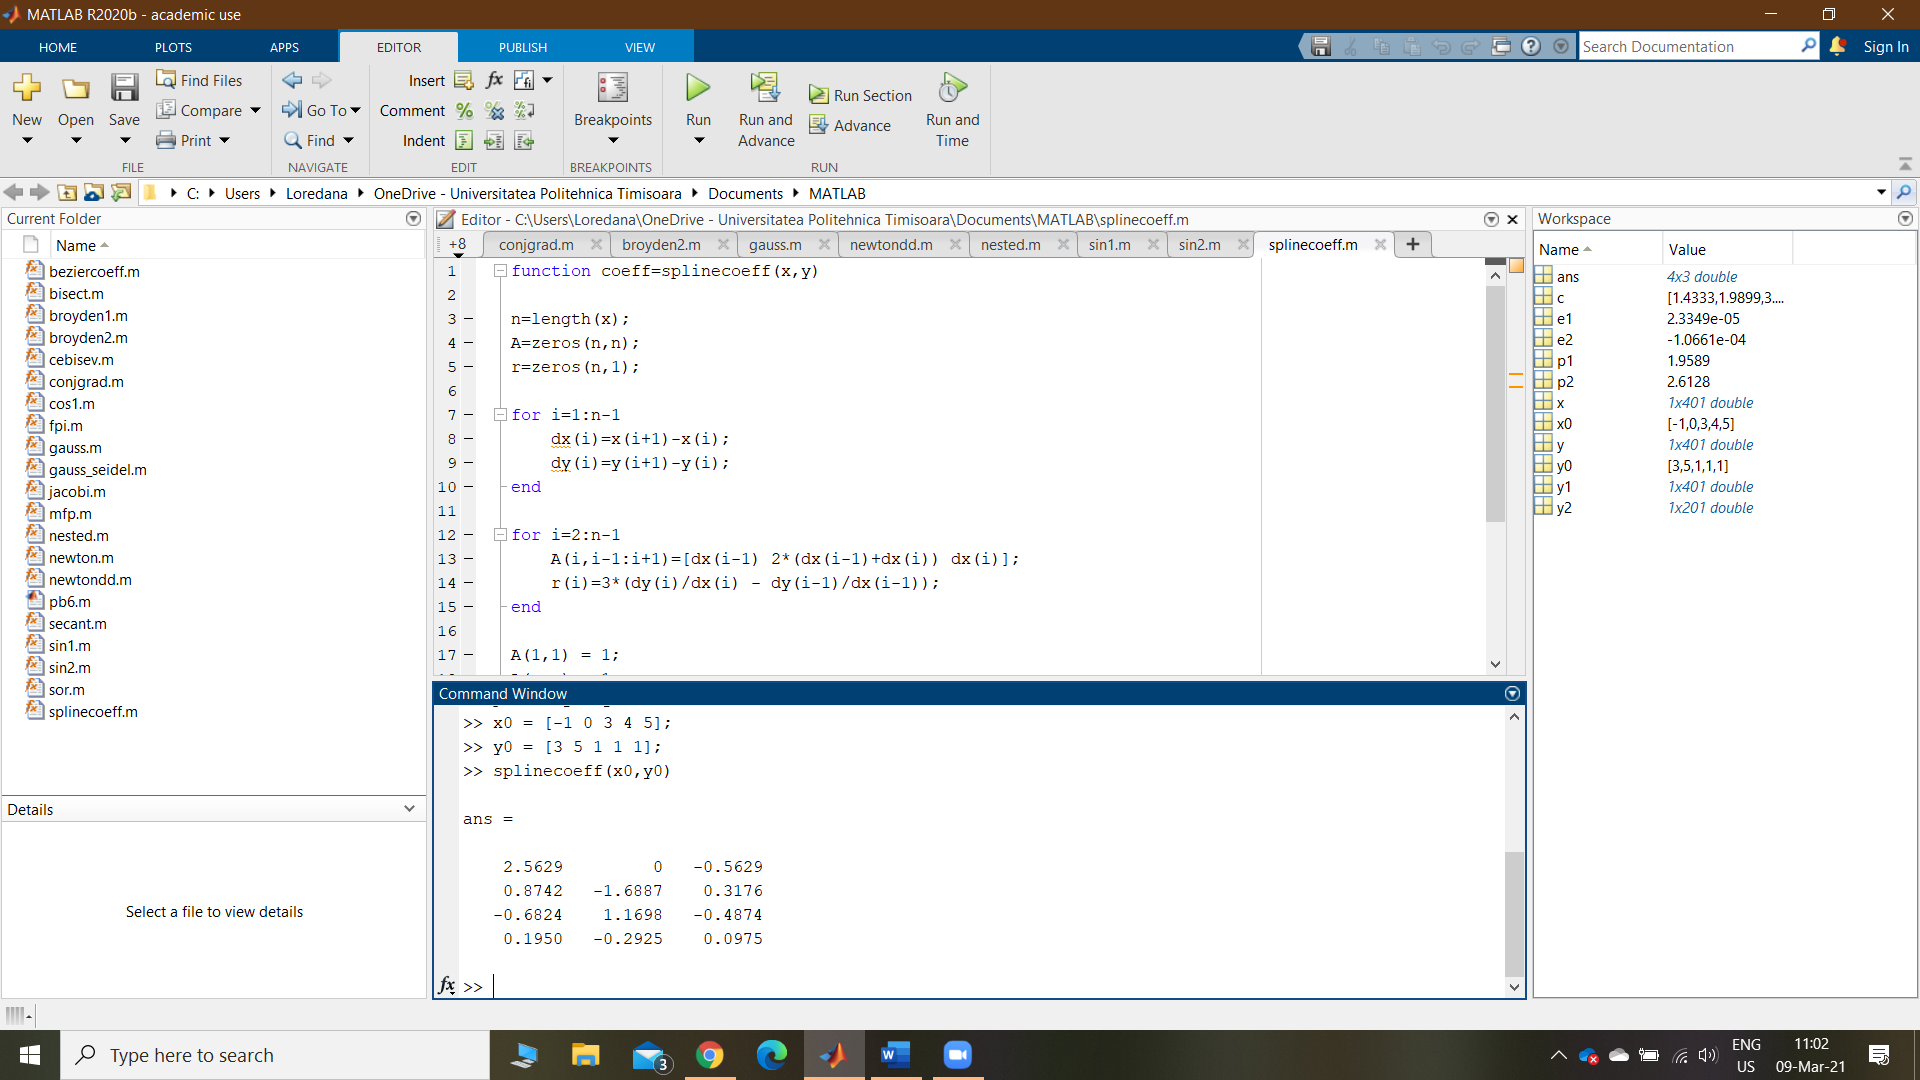 MATLAB R2020b - academic use
HOME PLOTS APPS EDITOR PUBLISH VIEW
Search Documentation
Sign In
New
Open
Save
Find Files
Compare
Print
FILE
Go To
Find
NAVIGATE
Insert
Comment
Indent
EDIT
fx
Breakpoints
BREAKPOINTS
Run
Run and Advance
Run Section
Advance
Run and Time
RUN
C: Users Loredana OneDrive - Universitatea Politehnica Timisoara Documents MATLAB
Current Folder
Name
beziercoeff.m
bisect.m
broyden1.m
broyden2.m
cebisev.m
conjgrad.m
cos1.m
fpi.m
gauss.m
gauss_seidel.m
jacobi.m
mfp.m
nested.m
newton.m
newtondd.m
pb6.m
secant.m
sin1.m
sin2.m
sor.m
splinecoeff.m
Details
Select a file to view details
Editor - C:\Users\Loredana\OneDrive - Universitatea Politehnica Timisoara\Documents\MATLAB\splinecoeff.m
+8 conjgrad.m broyden2.m gauss.m newtondd.m nested.m sin1.m sin2.m splinecoeff.m +
1 function coeff=splinecoeff(x,y)
2
3 – n=length(x);
4 – A=zeros(n,n);
5 – r=zeros(n,1);
6
7 – for i=1:n-1
8 – dx(i)=x(i+1)-x(i);
9 – dy(i)=y(i+1)-y(i);
10 – end
11
12 – for i=2:n-1
13 – A(i,i-1:i+1)=[dx(i-1) 2*(dx(i-1)+dx(i)) dx(i)];
14 – r(i)=3*(dy(i)/dx(i) - dy(i-1)/dx(i-1));
15 – end
16
17 – A(1,1) = 1;
Command Window
>> x0 = [-1 0 3 4 5];
>> y0 = [3 5 1 1 1];
>> splinecoeff(x0,y0)
ans =
2.5629 0 -0.5629
0.8742 -1.6887 0.3176
-0.6824 1.1698 -0.4874
0.1950 -0.2925 0.0975
fx >>
Workspace
Name Value
ans 4x3 double
c [1.4333,1.9899,3....
e1 2.3349e-05
e2 -1.0661e-04
p1 1.9589
p2 2.6128
x 1x401 double
x0 [-1,0,3,4,5]
y 1x401 double
y0 [3,5,1,1,1]
y1 1x401 double
y2 1x201 double
Type here to search
3
ENG
US
11:02
09-Mar-21